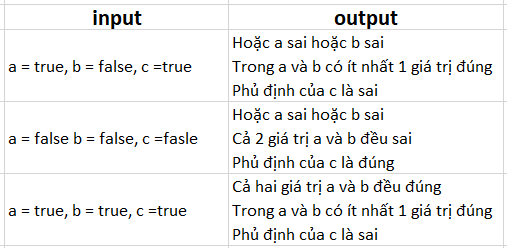 input output
Hoặc a sai hoặc b sai
a = true, b = false, c =true Trong a và b có ít nhất 1 giá trị đúng
Phủ định của c là sai
Hoặc a sai hoặc b sai
a = false b = false, c =fasle Cả 2 giá trị a và b đều sai
Phủ định của c là đúng
Cả hai giá trị a và b đều đúng
a = true, b = true, c =true Trong a và b có ít nhất 1 giá trị đúng
Phủ định của c là sai